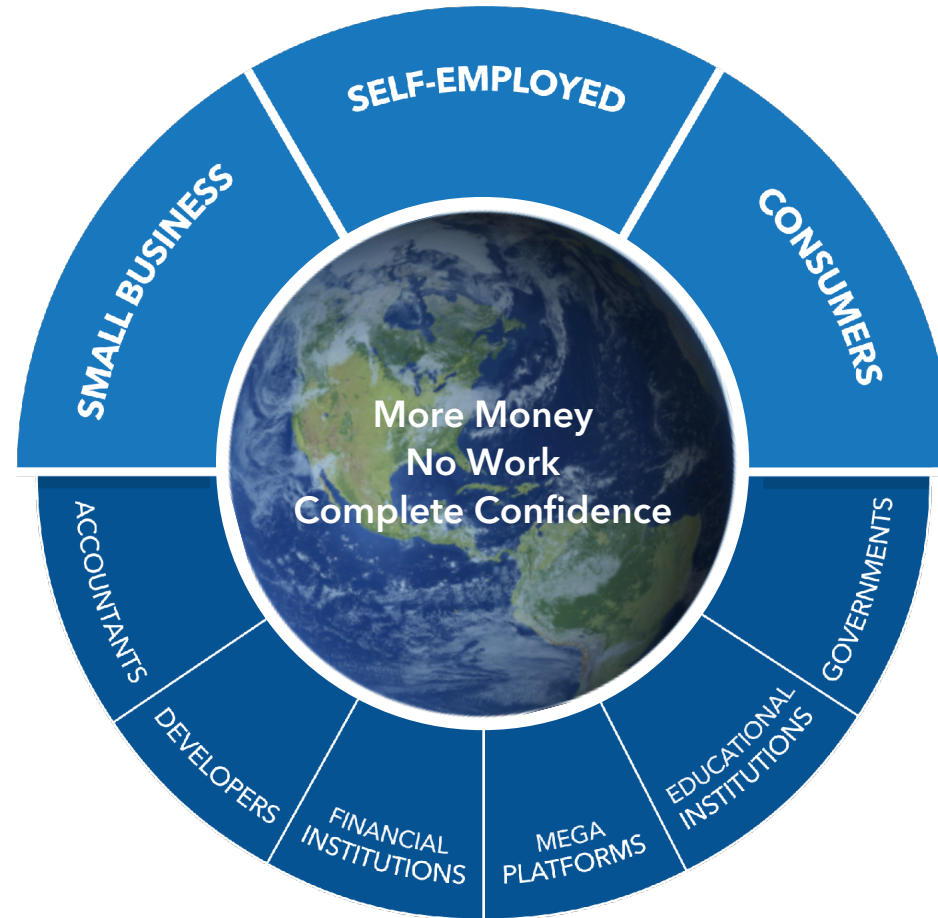 SMALL BUSINESS
SELF-EMPLOYED
CONSUMERS
More Money
No Work
Complete Confidence
ACCOUNTANTS
DEVELOPERS
FINANCIAL
INSTITUTIONS
MEGA
PLATFORMS
EDUCATIONAL
INSTITUTIONS
GOVERNMENTS